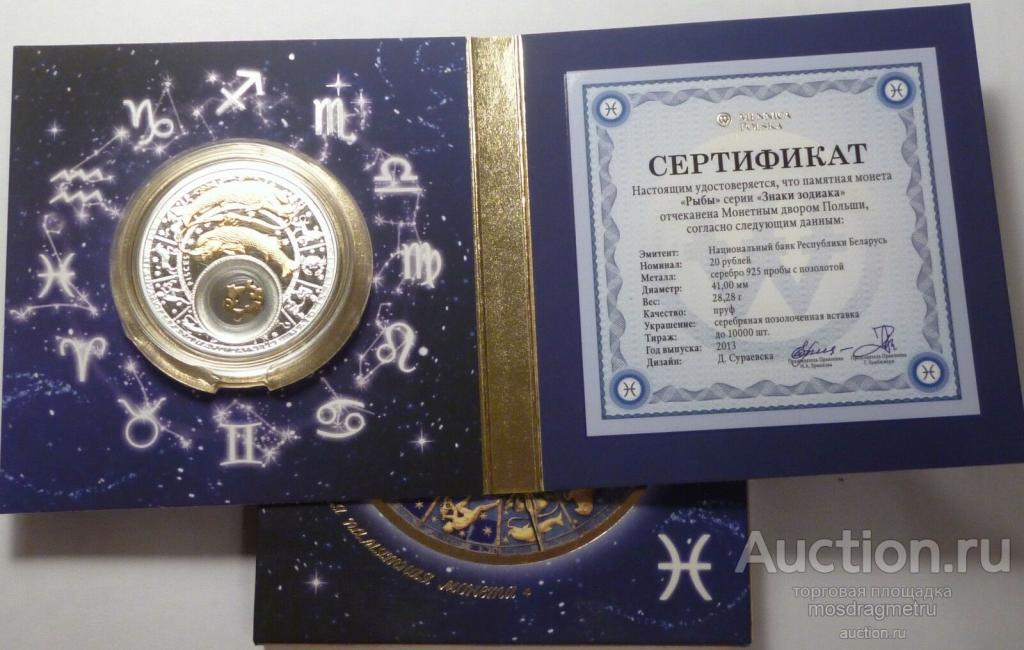 PISCES
MENNICA
POLSKA
СЕРТИФИКАТ
Настоящим удостоверяется, что памятная монета
«Рыбы» серии «Знаки зодиака»
отчеканена Монетным двором Польши,
согласно следующим данным:
Эмитент: Национальный банк Республики Беларусь
Номинал: 20 рублей
Металл: серебро 925 пробы с позолотой
Диаметр: 41,00 мм
Вес: 28,28 г
Качество: пруф
Украшение: серебряная позолоченная вставка
Тираж: до 10000 шт.
Год выпуска: 2013
Дизайн: Д. Сураевска
памятная монета
Auction.ru
торговая площадка
mosdragmetru
auction.ru